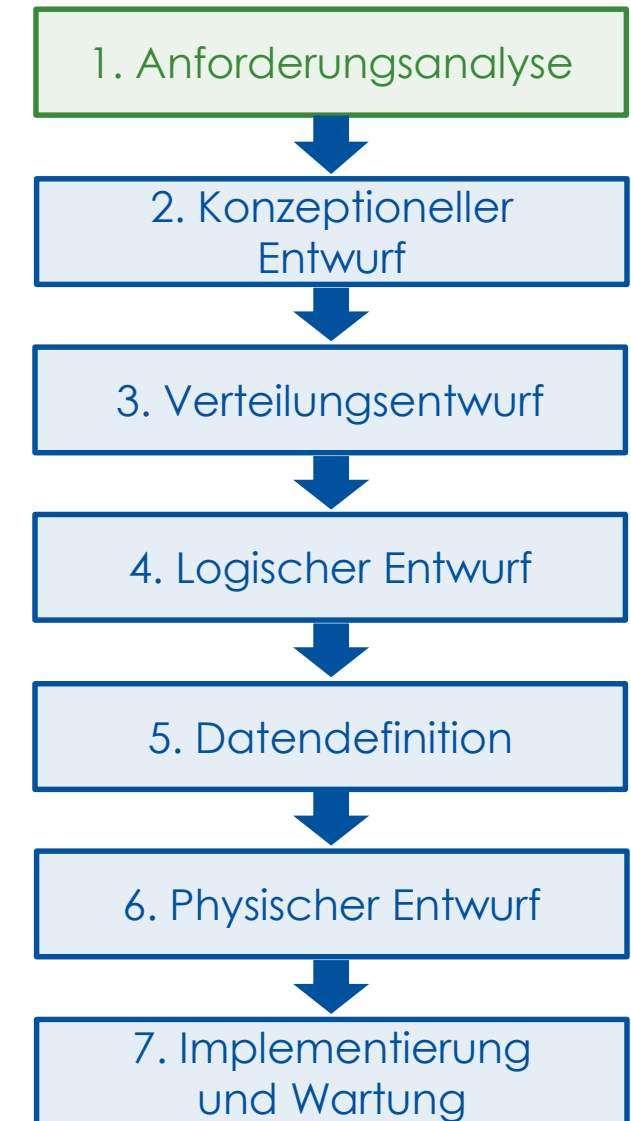 1. Anforderungsanalyse
2. Konzeptioneller
Entwurf
3. Verteilungsentwurf
4. Logischer Entwurf
5. Datendefinition
6. Physischer Entwurf
7. Implementierung
und Wartung